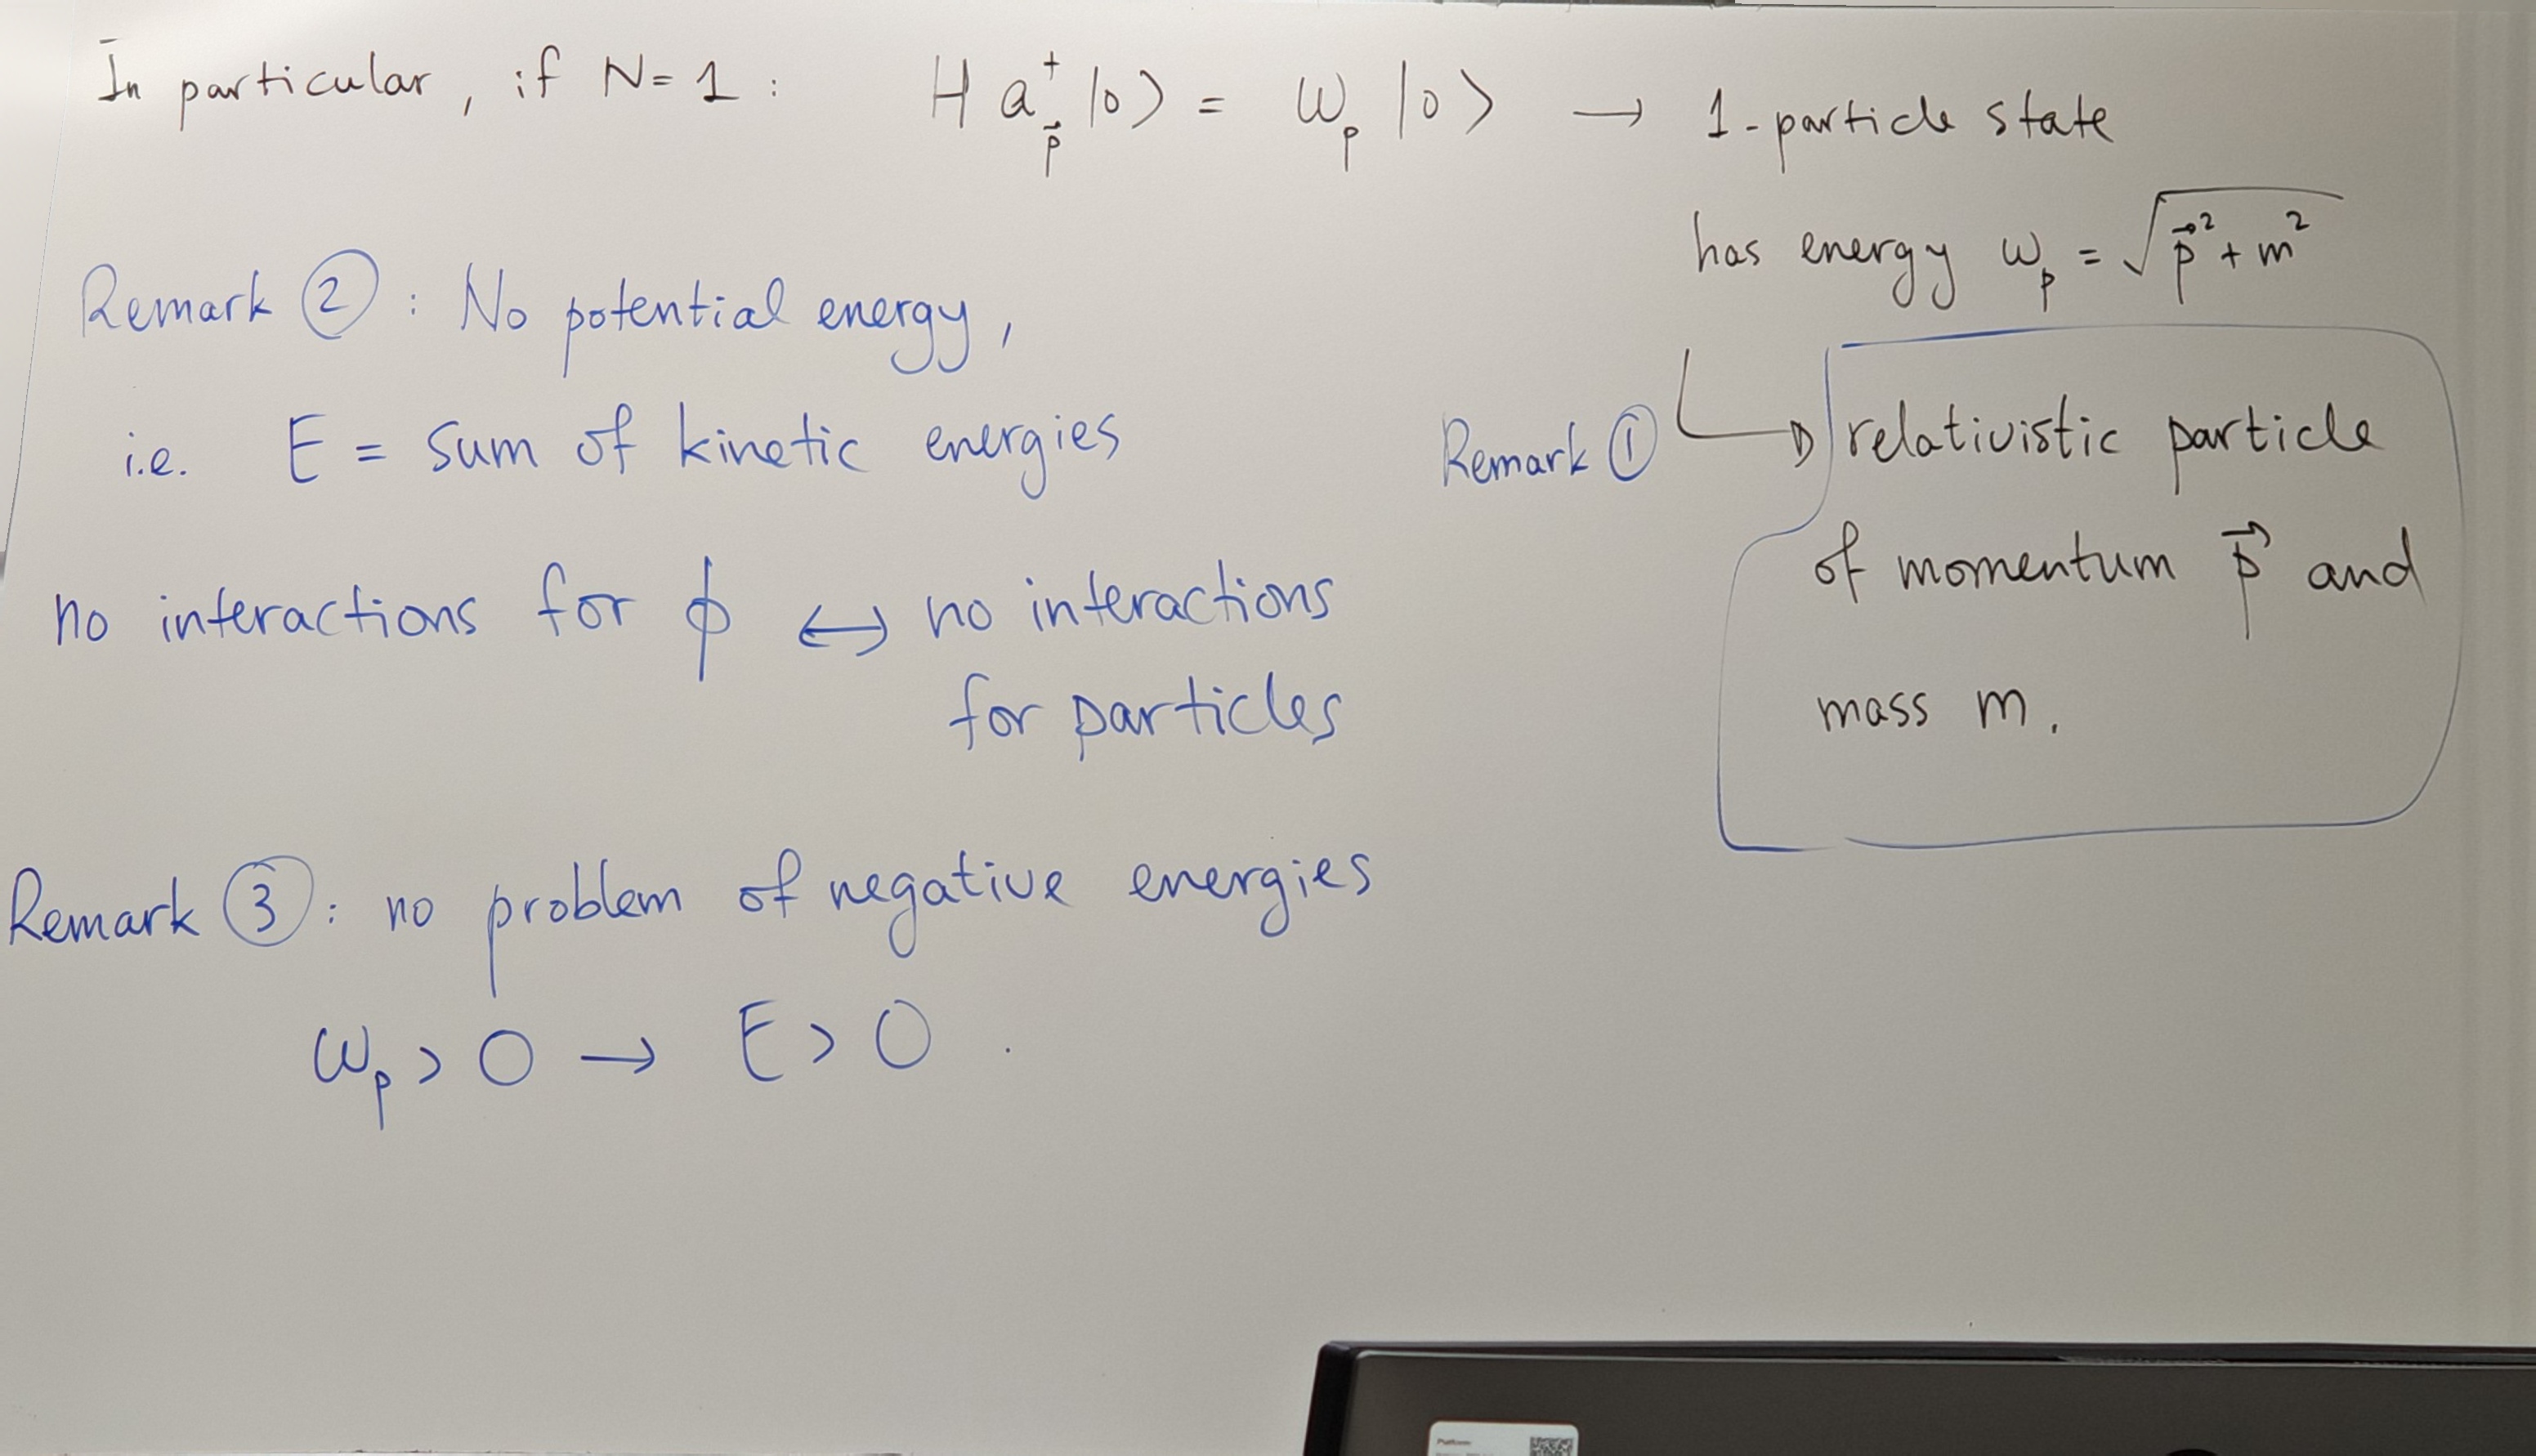 In particular, if N=1 : H a⁺_p⃗ |0⟩ = ω_p |0⟩ → 1-particle state
has energy ω_p = √(p⃗² + m²)
Remark ② : No potential energy,
i.e. E = sum of kinetic energies
no interactions for ϕ ↔ no interactions
for particles
Remark ① relativistic particle
of momentum p⃗ and
mass m.
Remark ③ : no problem of negative energies
ω_p > 0 → E > 0 .
Platform